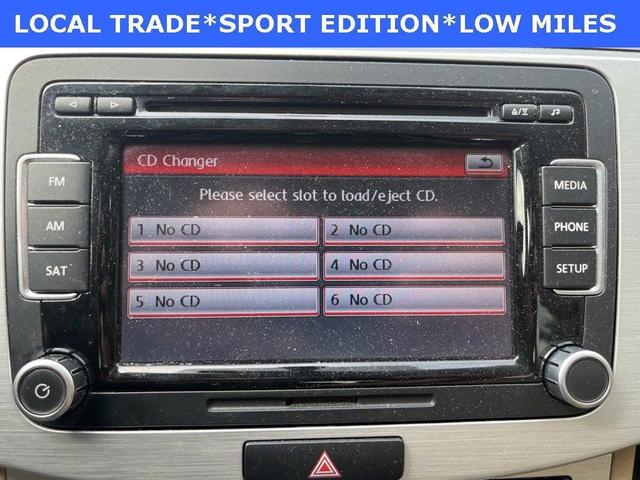 LOCAL TRADE*SPORT EDITION*LOW MILES
CD Changer
Please select slot to load/eject CD.
1 No CD
2 No CD
3 No CD
4 No CD
5 No CD
6 No CD
FM
AM
SAT
MEDIA
PHONE
SETUP